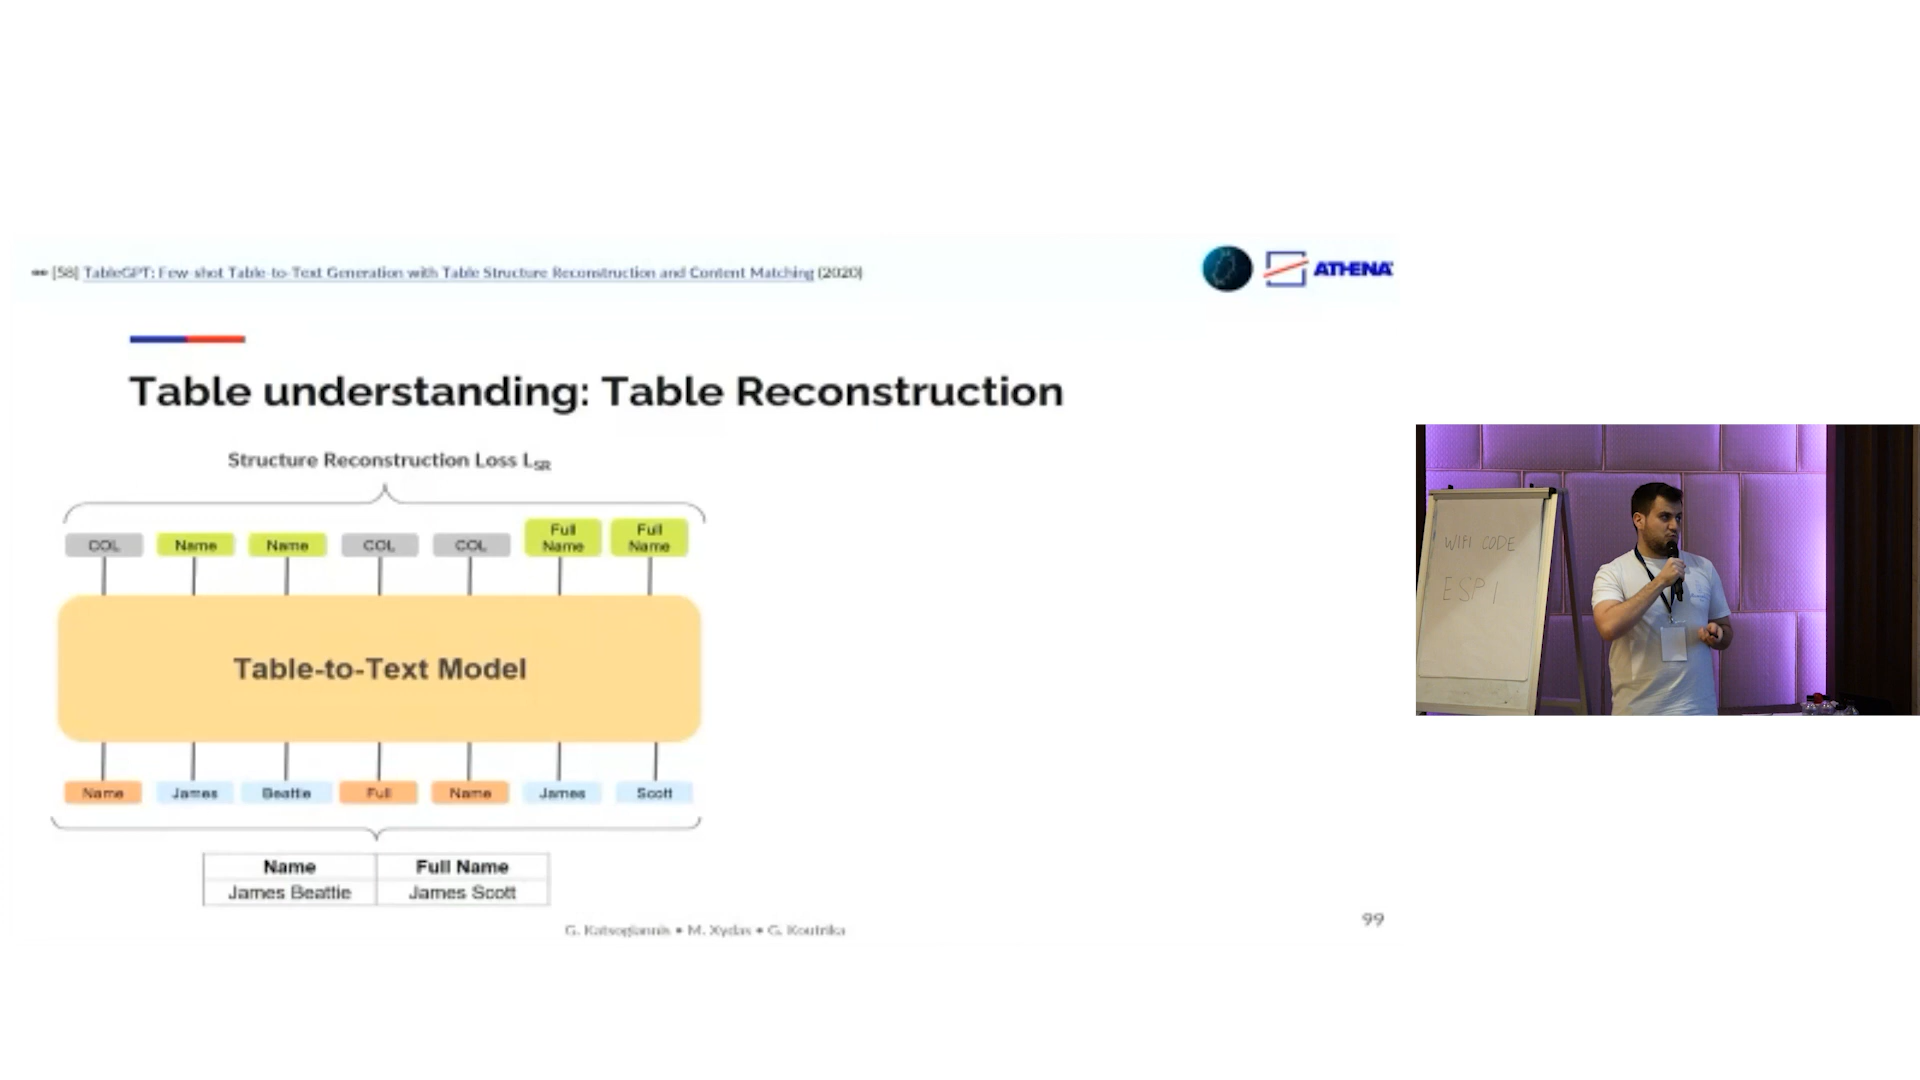 [58] TableGPT: Few-shot Table-to-Text Generation with Table Structure Reconstruction and Content Matching (2020)
ATHENA
Table understanding: Table Reconstruction
Structure Reconstruction Loss LSR
COL Name Name COL COL Full Name Full Name
Table-to-Text Model
Name James Beattie Full Name James Scott
Name Full Name
James Beattie James Scott
G. Katsogiannis • M. Xydas • G. Koutrika
99
WIFI CODE
ESP1